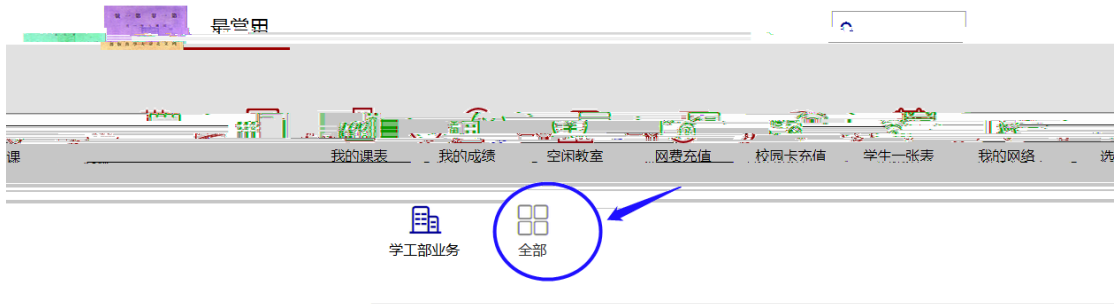 最常用
课 我的课表 我的成绩 空闲教室 网费充值 校园卡充值 学生一张表 我的网络 选
学工部业务 全部